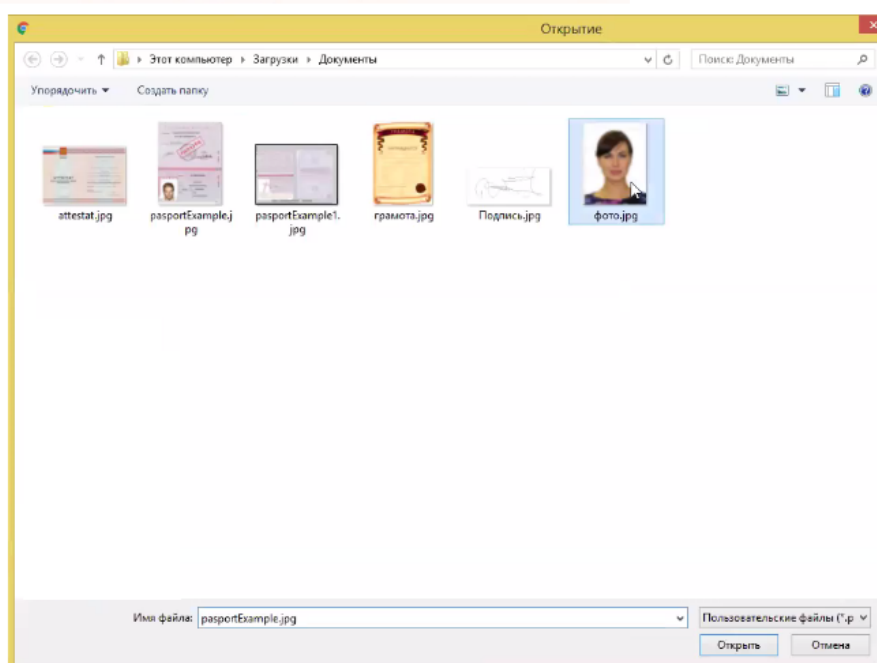 Открытие
Этот компьютер ▸ Загрузки ▸ Документы
Поиск: Документы
Упорядочить
Создать папку
attestat.jpg
pasportExample.j
pg
pasportExample1.
jpg
грамота.jpg
Подпись.jpg
фото.jpg
Имя файла:
pasportExample.jpg
Пользовательские файлы (*.p
Открыть
Отмена